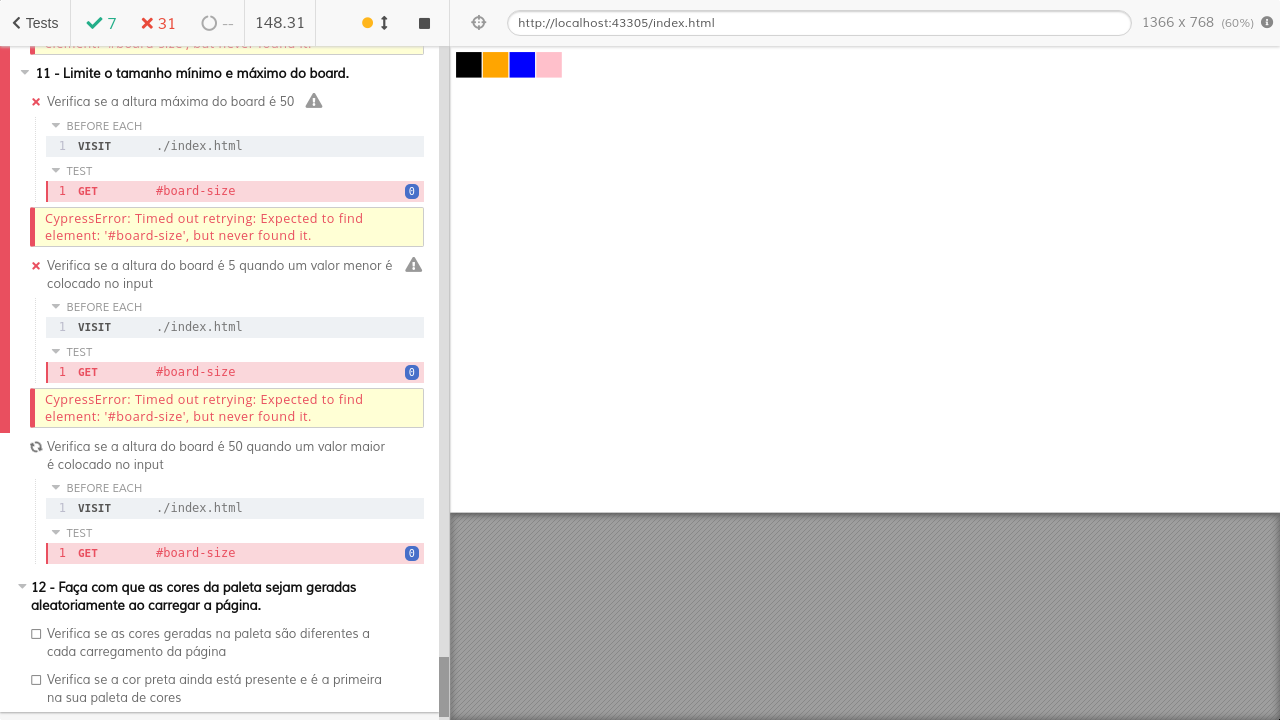 Tests
7
31
--
148.31
http://localhost:43305/index.html
1366 x 768 (60%)
element: '#board-size', but never found it.
11 - Limite o tamanho mínimo e máximo do board.
Verifica se a altura máxima do board é 50
BEFORE EACH
1 VISIT ./index.html
TEST
1 GET #board-size 0
CypressError: Timed out retrying: Expected to find
element: '#board-size', but never found it.
Verifica se a altura do board é 5 quando um valor menor é
colocado no input
BEFORE EACH
1 VISIT ./index.html
TEST
1 GET #board-size 0
CypressError: Timed out retrying: Expected to find
element: '#board-size', but never found it.
Verifica se a altura do board é 50 quando um valor maior
é colocado no input
BEFORE EACH
1 VISIT ./index.html
TEST
1 GET #board-size 0
12 - Faça com que as cores da paleta sejam geradas
aleatoriamente ao carregar a página.
Verifica se as cores geradas na paleta são diferentes a
cada carregamento da página
Verifica se a cor preta ainda está presente e é a primeira
na sua paleta de cores